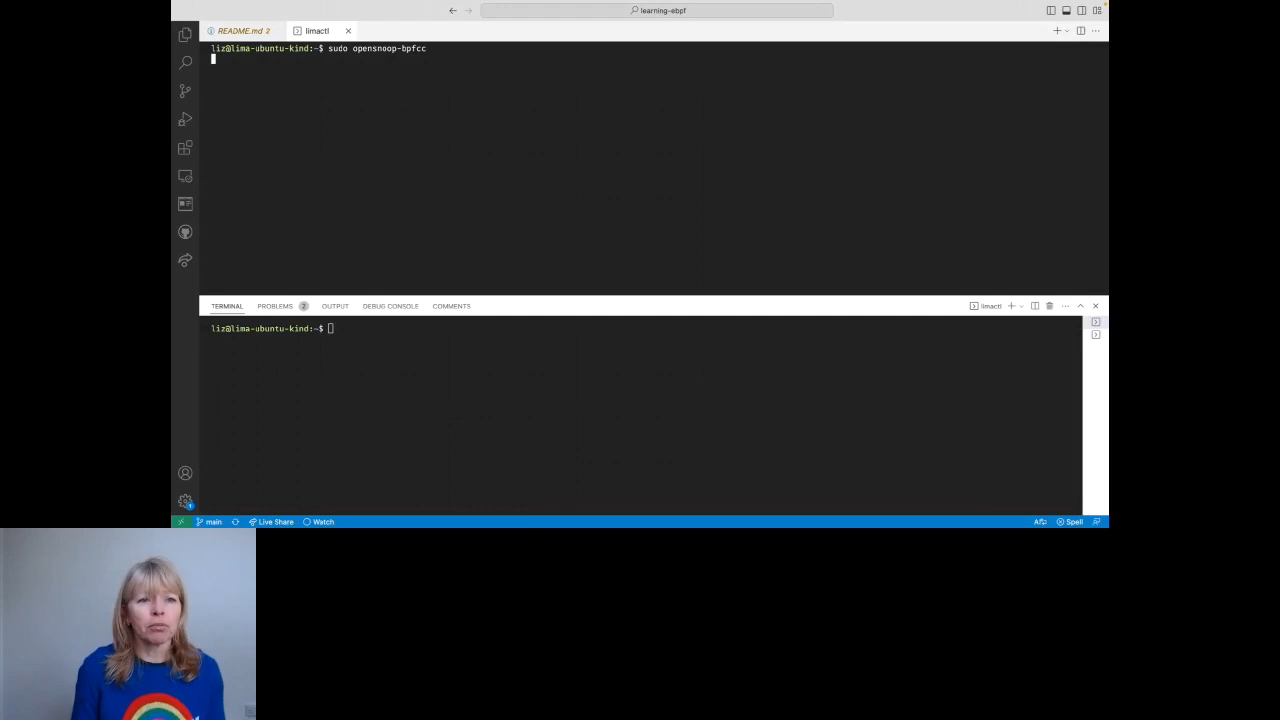 learning-ebpf
README.md 2
limactl
liz@lima-ubuntu-kind:~$ sudo opensnoop-bpfcc
TERMINAL
PROBLEMS 2
OUTPUT
DEBUG CONSOLE
COMMENTS
limactl
liz@lima-ubuntu-kind:~$
main
Live Share
Watch
Spell